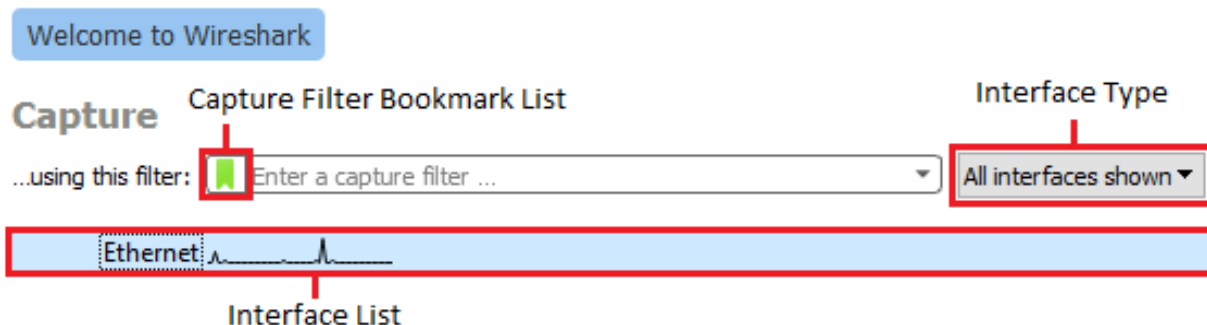 Welcome to Wireshark
Capture Filter Bookmark List
Interface Type
Capture
...using this filter:
Enter a capture filter ...
All interfaces shown
Ethernet
Interface List